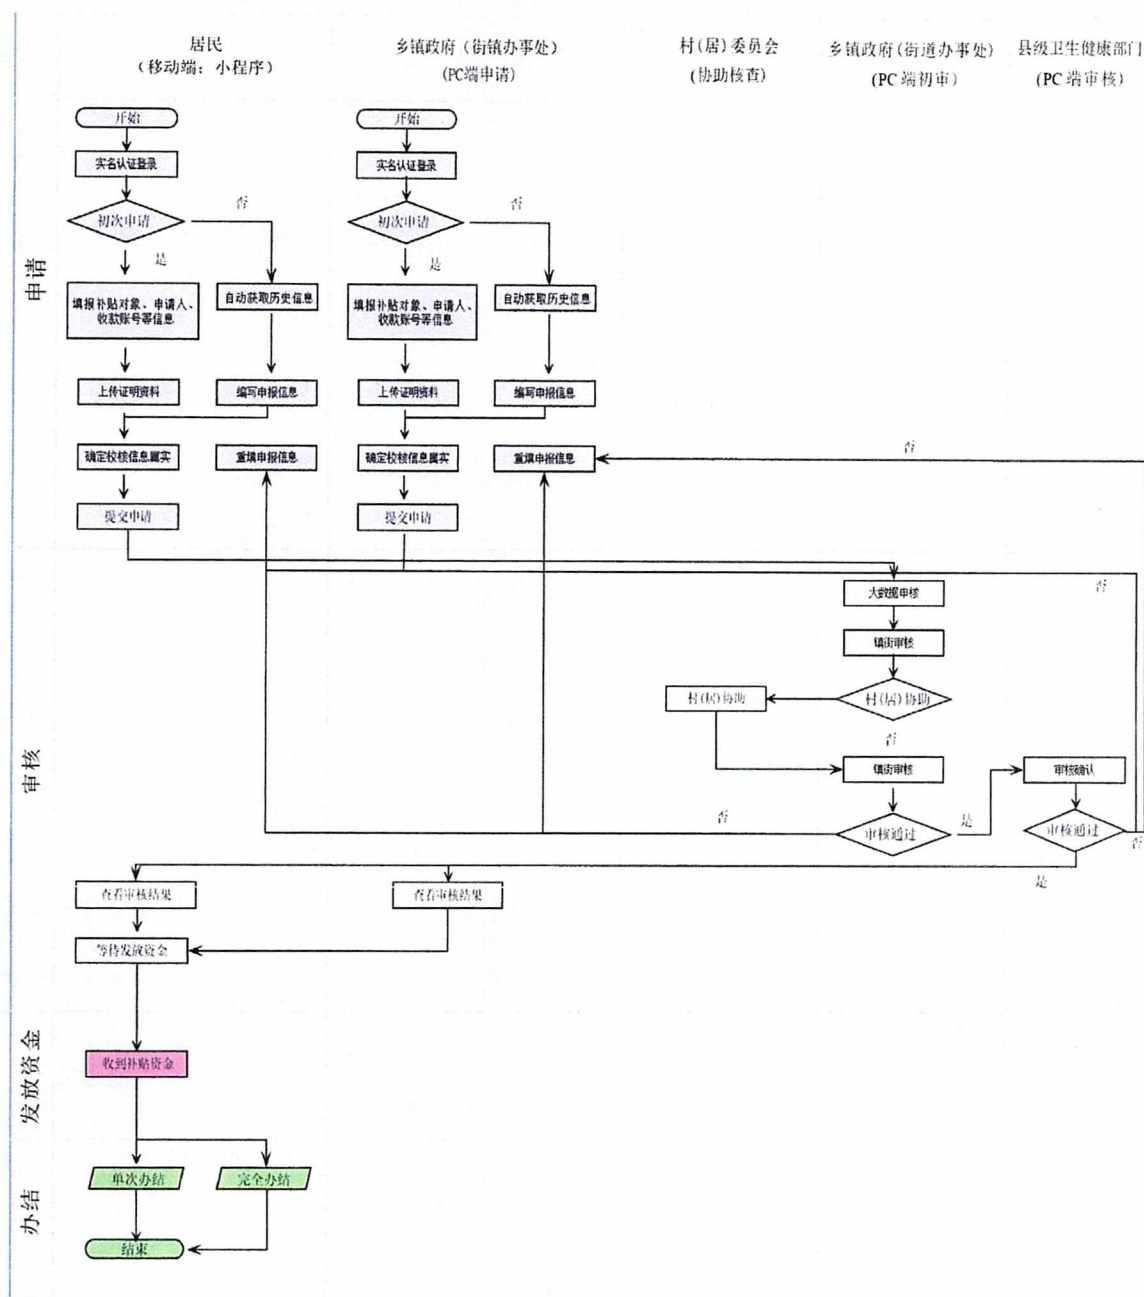 居民
（移动端：小程序）
乡镇政府（街镇办事处）
(PC端申请)
村(居)委员会
(协助核查)
乡镇政府(街道办事处)
(PC 端初审)
县级卫生健康部门
(PC 端审核)
申请
开始
实名认证登录
初次申请
否
是
填报补贴对象、申请人、
收款账号等信息
自动获取历史信息
上传证明资料
编写申报信息
确定校核信息属实
重填申报信息
提交申请
开始
实名认证登录
初次申请
否
是
填报补贴对象、申请人、
收款账号等信息
自动获取历史信息
上传证明资料
编写申报信息
确定校核信息属实
重填申报信息
提交申请
否
审核
否
大数据审核
镇街审核
村(居)协助
村(居)协助
否
镇街审核
审核确认
否
审核通过
是
审核通过
否
是
查看审核结果
查看审核结果
等待发放资金
发放资金
收到补贴资金
办结
单次办结
完全办结
结束